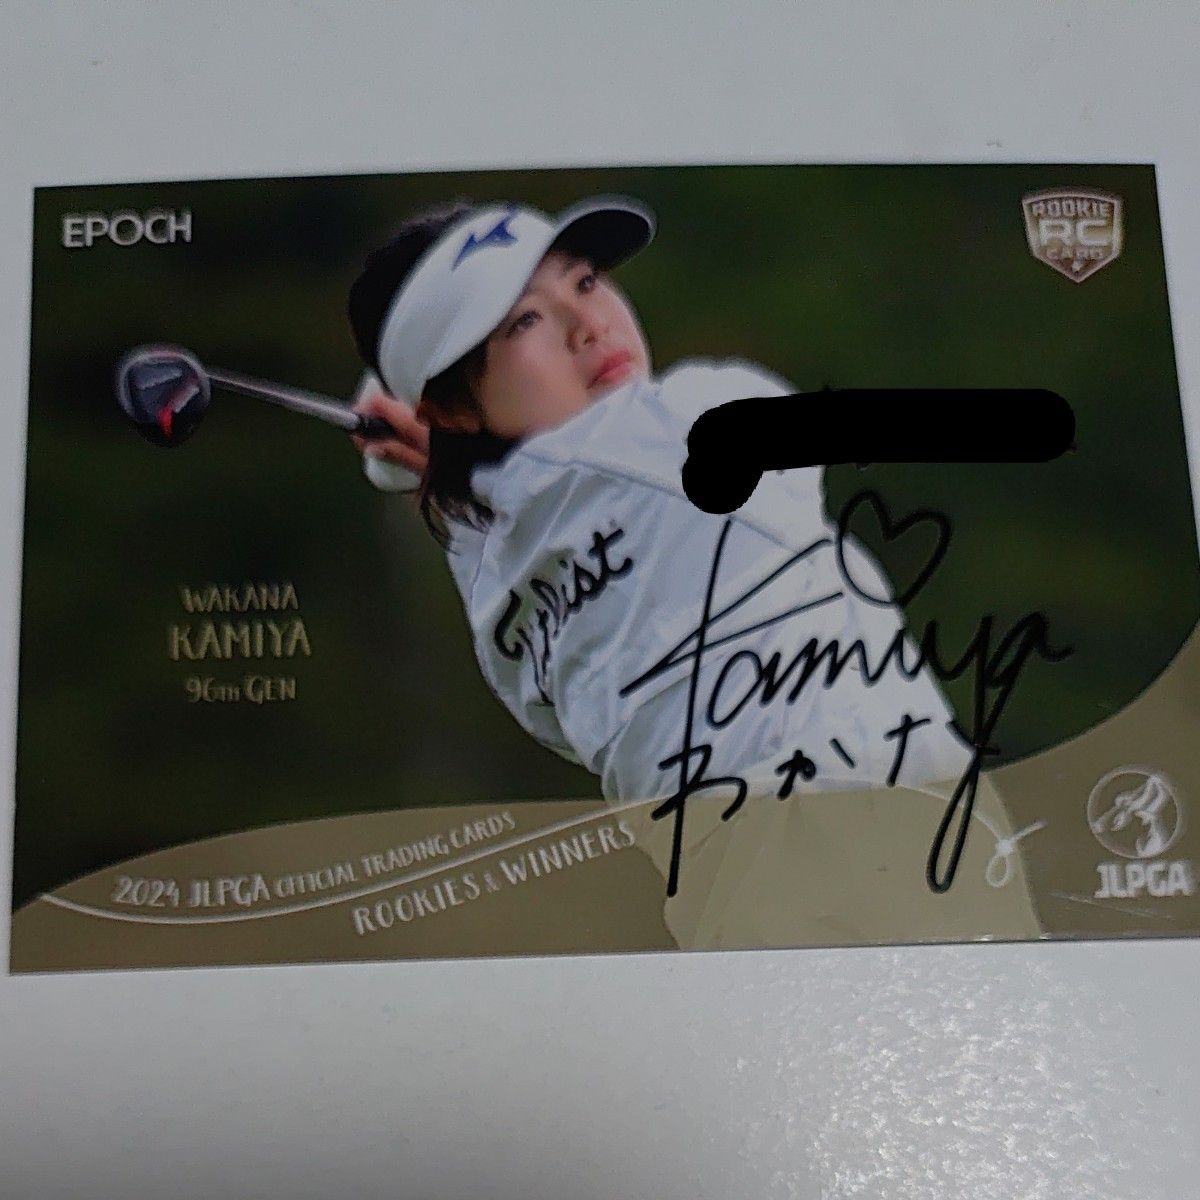 EPOCH
ROOKIE
RC
CARD
Titleist
WAKANA
KAMIYA
96TH GEN
Kamiya
わかな
2024 JLPGA OFFICIAL TRADING CARDS
ROOKIES & WINNERS
JLPGA